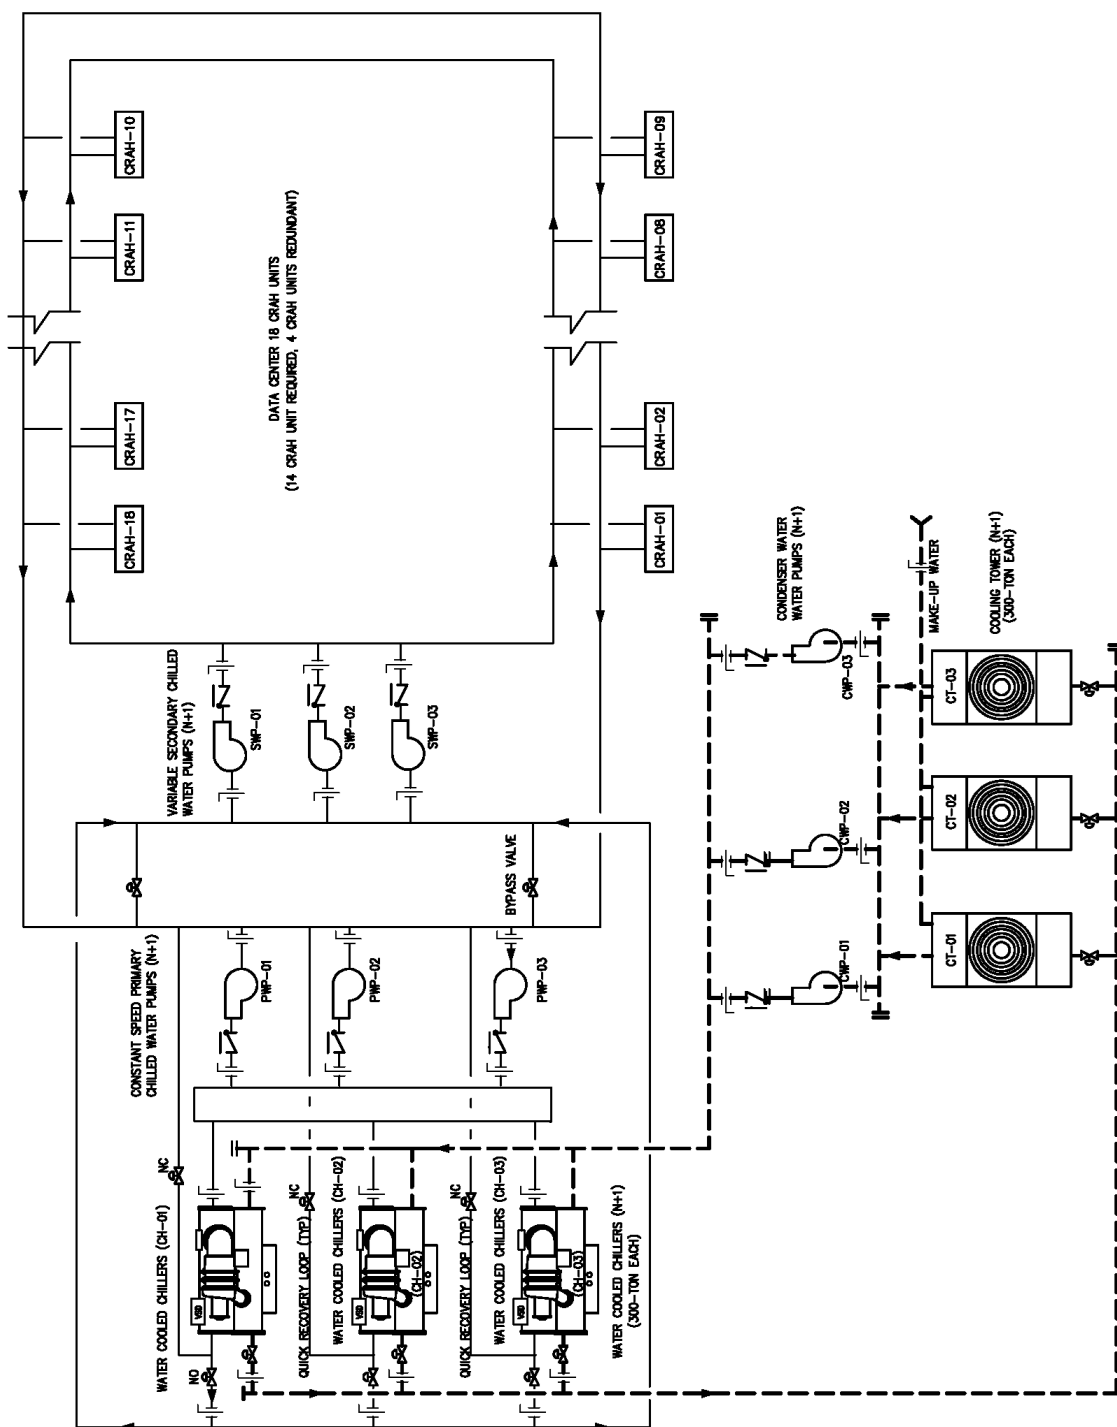 CRAH-10
CRAH-11
CRAH-17
CRAH-18
CRAH-09
CRAH-08
CRAH-02
CRAH-01
DATA CENTER 18 CRAH UNITS
(14 CRAH UNIT REQUIRED, 4 CRAH UNITS REDUNDANT)
VARIABLE SECONDARY CHILLED
WATER PUMPS (N+1)
SWP-01
SWP-02
SWP-03
CONSTANT SPEED PRIMARY
CHILLED WATER PUMPS (N+1)
BYPASS VALVE
PWP-01
PWP-02
PWP-03
CONDENSER WATER
WATER PUMPS (N+1)
CWP-03
CWP-02
CWP-01
MAKE-UP WATER
COOLING TOWER (N+1)
(300-TON EACH)
CT-03
CT-02
CT-01
WATER COOLED CHILLERS (CH-01)
NC
NO
VSD
QUICK RECOVERY LOOP (TYP)
NC
WATER COOLED CHILLERS (CH-02)
VSD
(CH-02)
QUICK RECOVERY LOOP (TYP)
NC
WATER COOLED CHILLERS (CH-03)
VSD
(CH-03)
WATER COOLED CHILLERS (N+1)
(300-TON EACH)